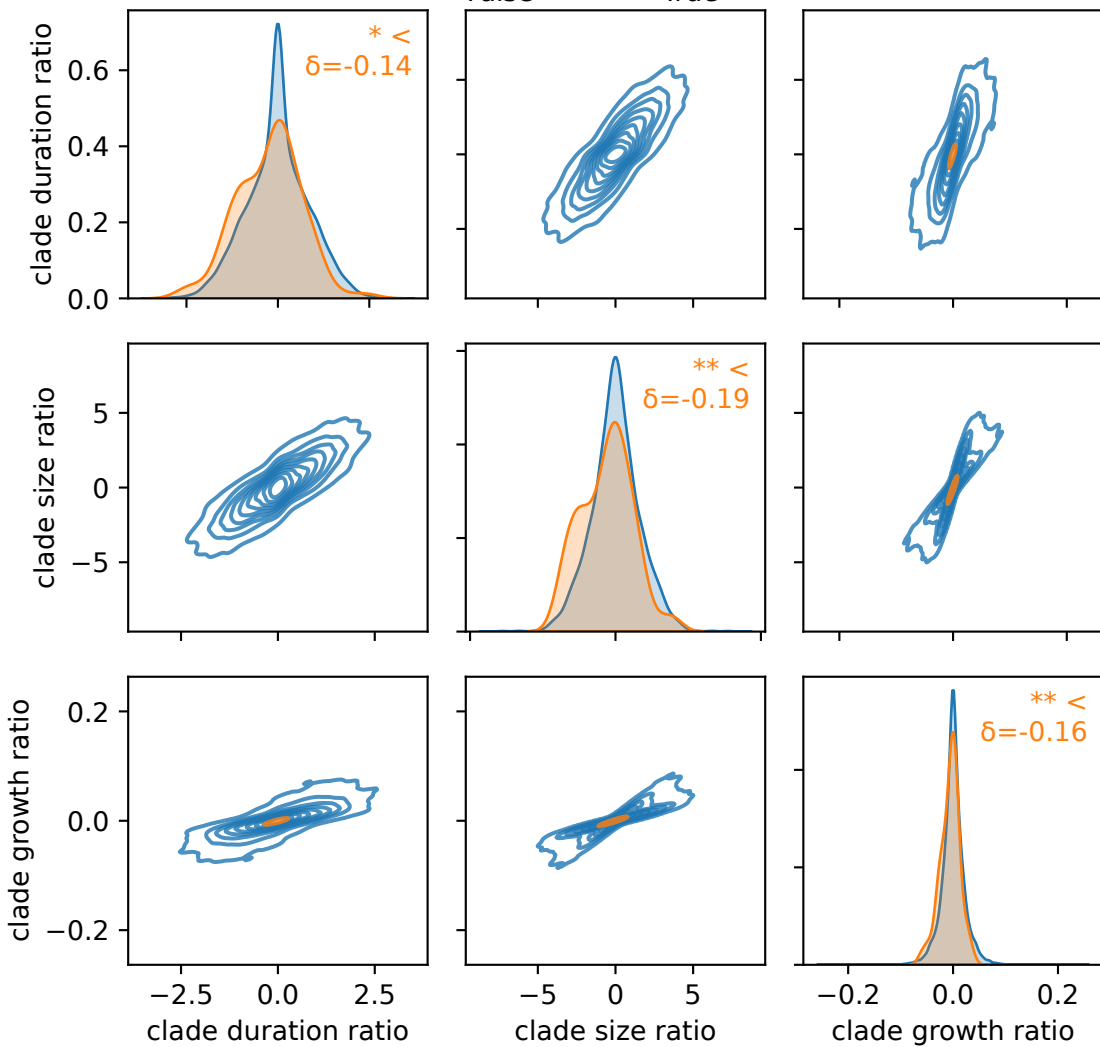 clade duration ratio
0.6
0.4
0.2
0.0
* <
δ=-0.14
clade size ratio
5
0
−5
** <
δ=-0.19
clade growth ratio
0.2
0.0
−0.2
** <
δ=-0.16
−2.5 0.0 2.5
clade duration ratio
−5 0 5
clade size ratio
−0.2 0.0 0.2
clade growth ratio